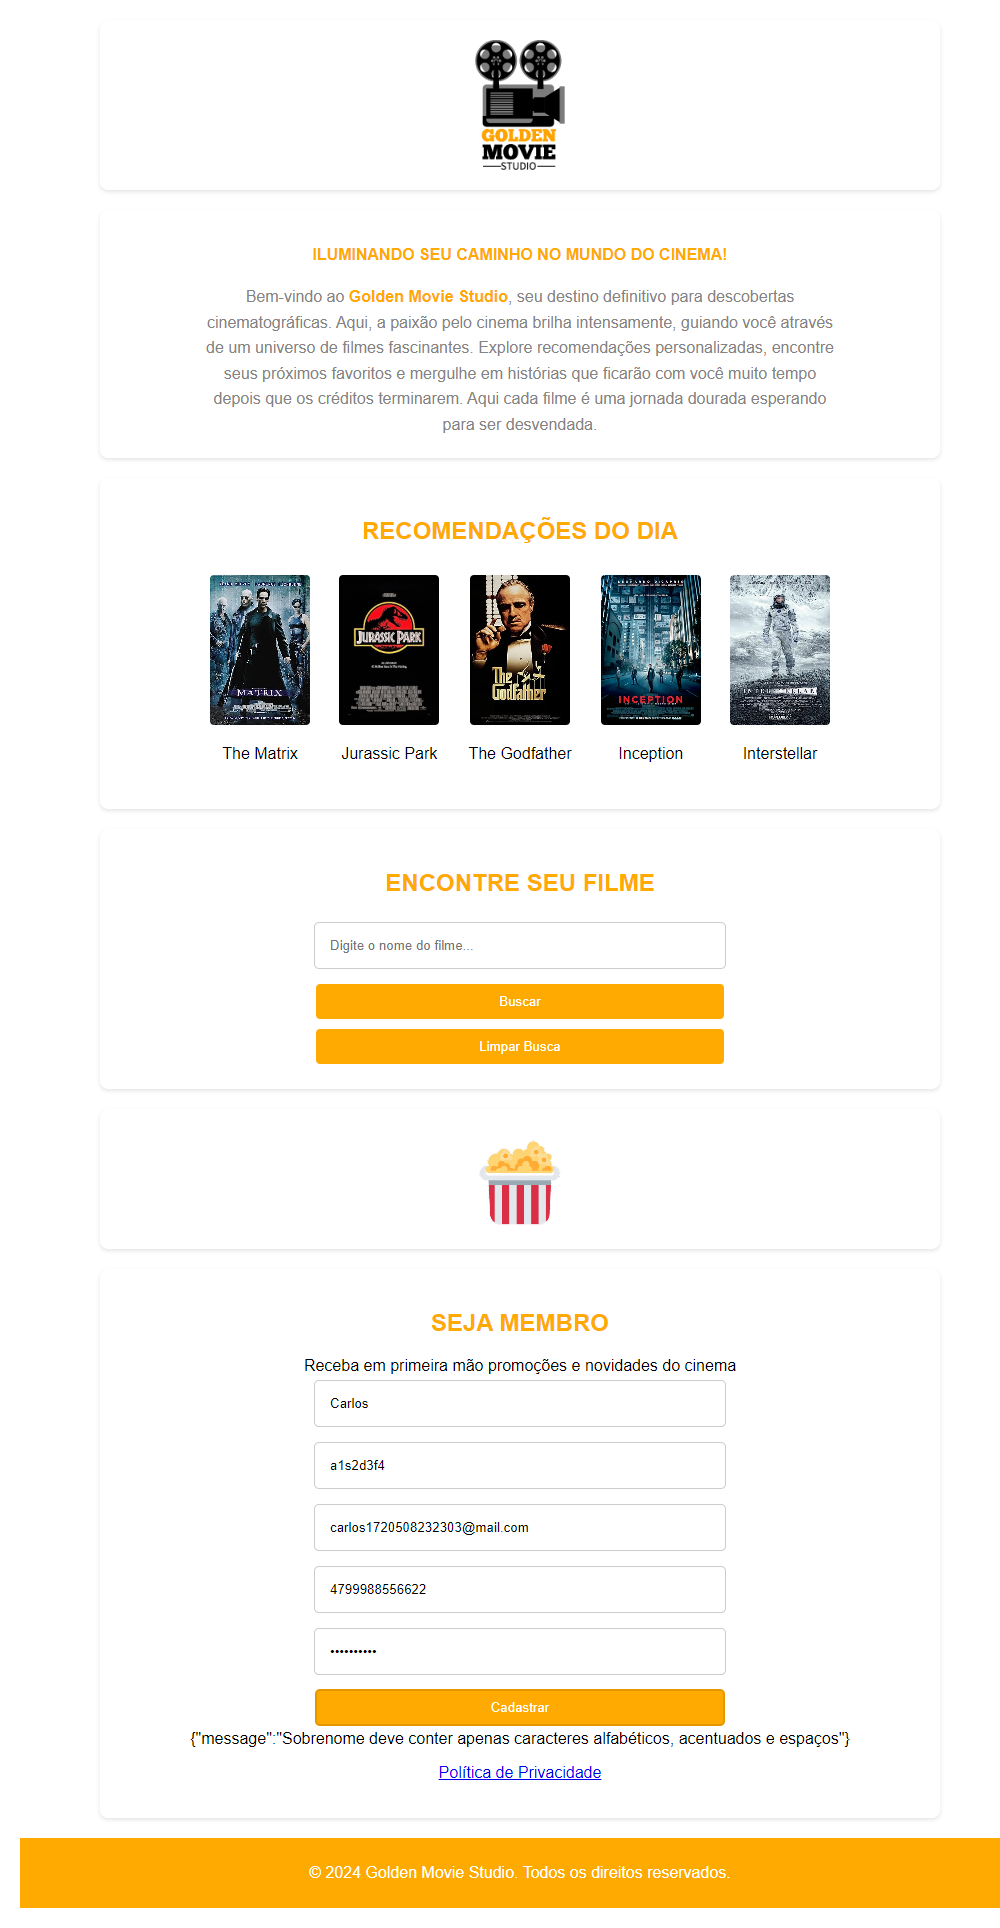 GOLDEN
MOVIE
STUDIO
ILUMINANDO SEU CAMINHO NO MUNDO DO CINEMA!
Bem-vindo ao Golden Movie Studio, seu destino definitivo para descobertas
cinematográficas. Aqui, a paixão pelo cinema brilha intensamente, guiando você através
de um universo de filmes fascinantes. Explore recomendações personalizadas, encontre
seus próximos favoritos e mergulhe em histórias que ficarão com você muito tempo
depois que os créditos terminarem. Aqui cada filme é uma jornada dourada esperando
para ser desvendada.
RECOMENDAÇÕES DO DIA
MATRIX
JURASSIC PARK
The Godfather
INCEPTION
INTERSTELLAR
The Matrix
Jurassic Park
The Godfather
Inception
Interstellar
ENCONTRE SEU FILME
Digite o nome do filme...
Buscar
Limpar Busca
SEJA MEMBRO
Receba em primeira mão promoções e novidades do cinema
Carlos
a1s2d3f4
carlos1720508232303@mail.com
4799988556622
••••••••••
Cadastrar
{"message":"Sobrenome deve conter apenas caracteres alfabéticos, acentuados e espaços"}
Política de Privacidade
© 2024 Golden Movie Studio. Todos os direitos reservados.